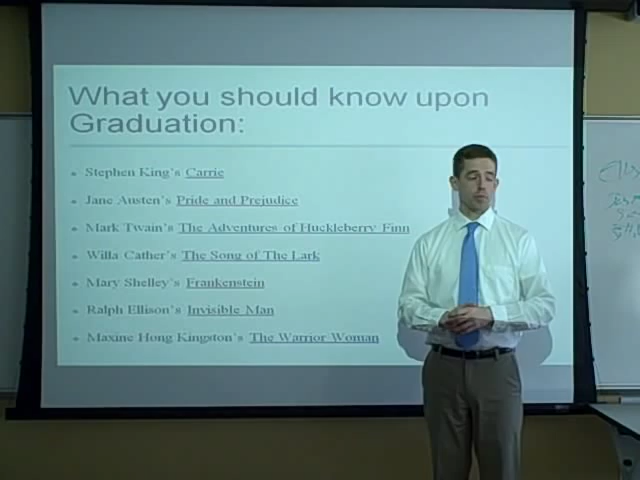 What you should know upon
Graduation:
Stephen King's Carrie
Jane Austen's Pride and Prejudice
Mark Twain's The Adventures of Huckleberry Finn
Willa Cather's The Song of The Lark
Mary Shelley's Frankenstein
Ralph Ellison's Invisible Man
Maxine Hong Kingston's The Warrior Woman